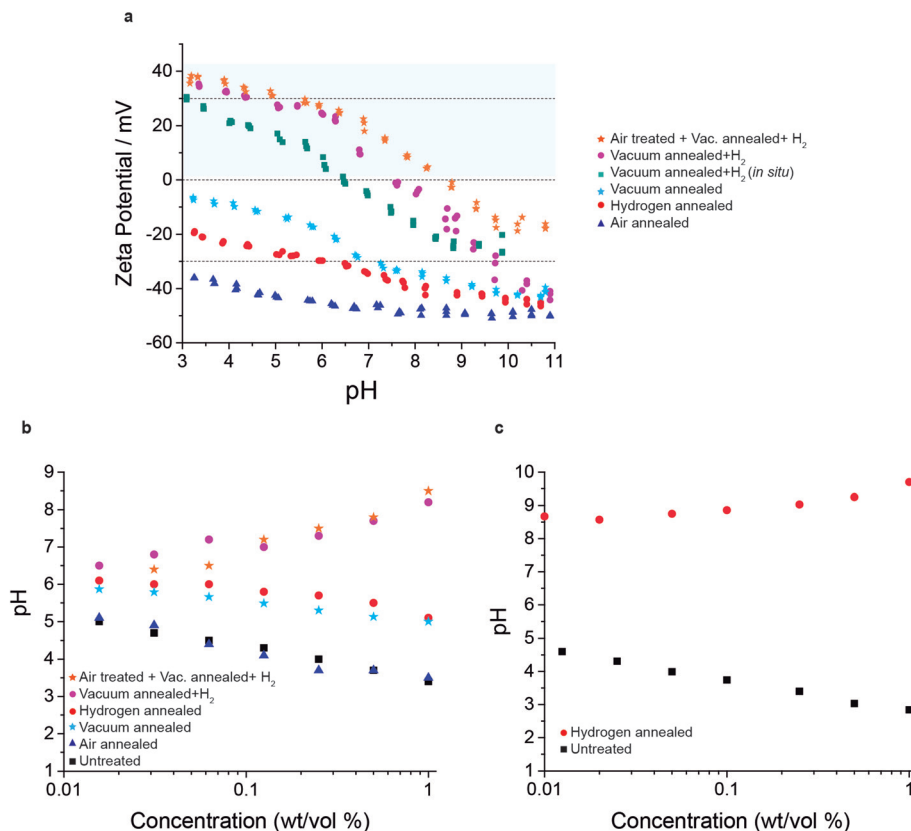 a
40
20
0
-20
-40
-60
Zeta Potential / mV
3 4 5 6 7 8 9 10 11
pH
Air treated + Vac. annealed+ H₂
Vacuum annealed+H₂
Vacuum annealed+H₂(in situ)
Vacuum annealed
Hydrogen annealed
Air annealed
b
9
8
7
6
5
4
3
2
1
pH
Air treated + Vac. annealed+ H₂
Vacuum annealed+H₂
Hydrogen annealed
Vacuum annealed
Air annealed
Untreated
0.01 0.1 1
Concentration (wt/vol %)
c
10
9
8
7
6
5
4
3
2
1
pH
Hydrogen annealed
Untreated
0.01 0.1 1
Concentration (wt/vol %)